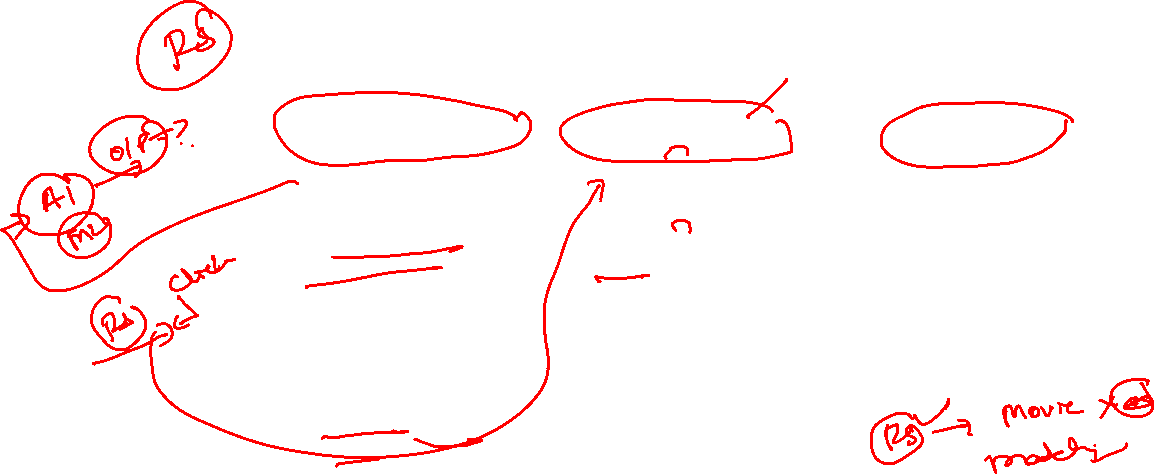 RS
O/P → ?
AI
ML
click
Rs
RS → movie x